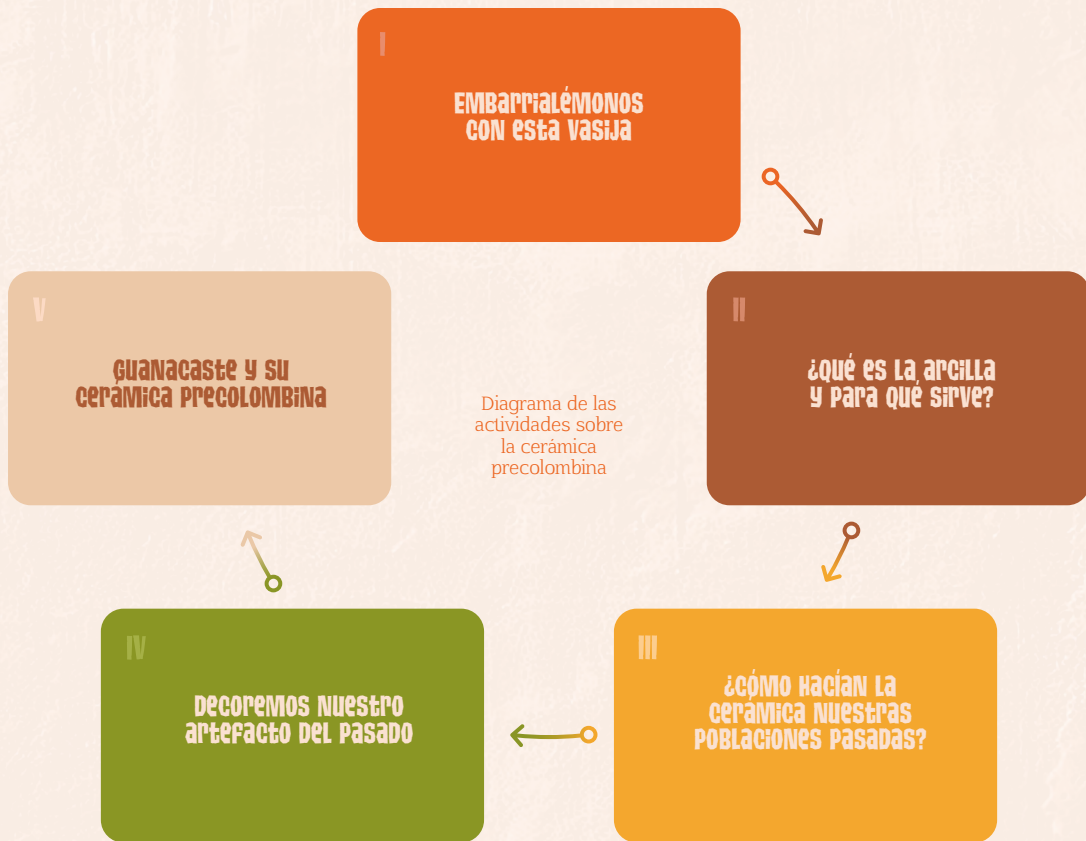 I
Embarrialémonos
con esta vasija
II
¿Qué es la arcilla
y para qué sirve?
III
¿Cómo hacían la
cerámica nuestras
poblaciones pasadas?
IV
Decoremos nuestro
artefacto del pasado
V
Guanacaste y su
cerámica precolombina
Diagrama de las
actividades sobre
la cerámica
precolombina